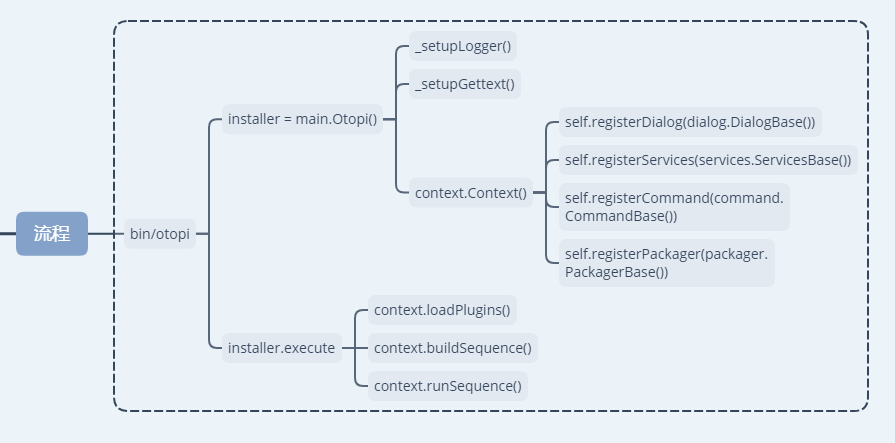 流程
bin/otopi
installer = main.Otopi()
_setupLogger()
_setupGettext()
context.Context()
self.registerDialog(dialog.DialogBase())
self.registerServices(services.ServicesBase())
self.registerCommand(command.
CommandBase())
self.registerPackager(packager.
PackagerBase())
installer.execute
context.loadPlugins()
context.buildSequence()
context.runSequence()